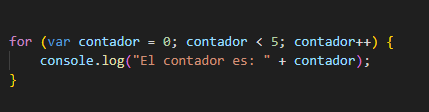 for (var contador = 0; contador < 5; contador++) {
    console.log("El contador es: " + contador);
}